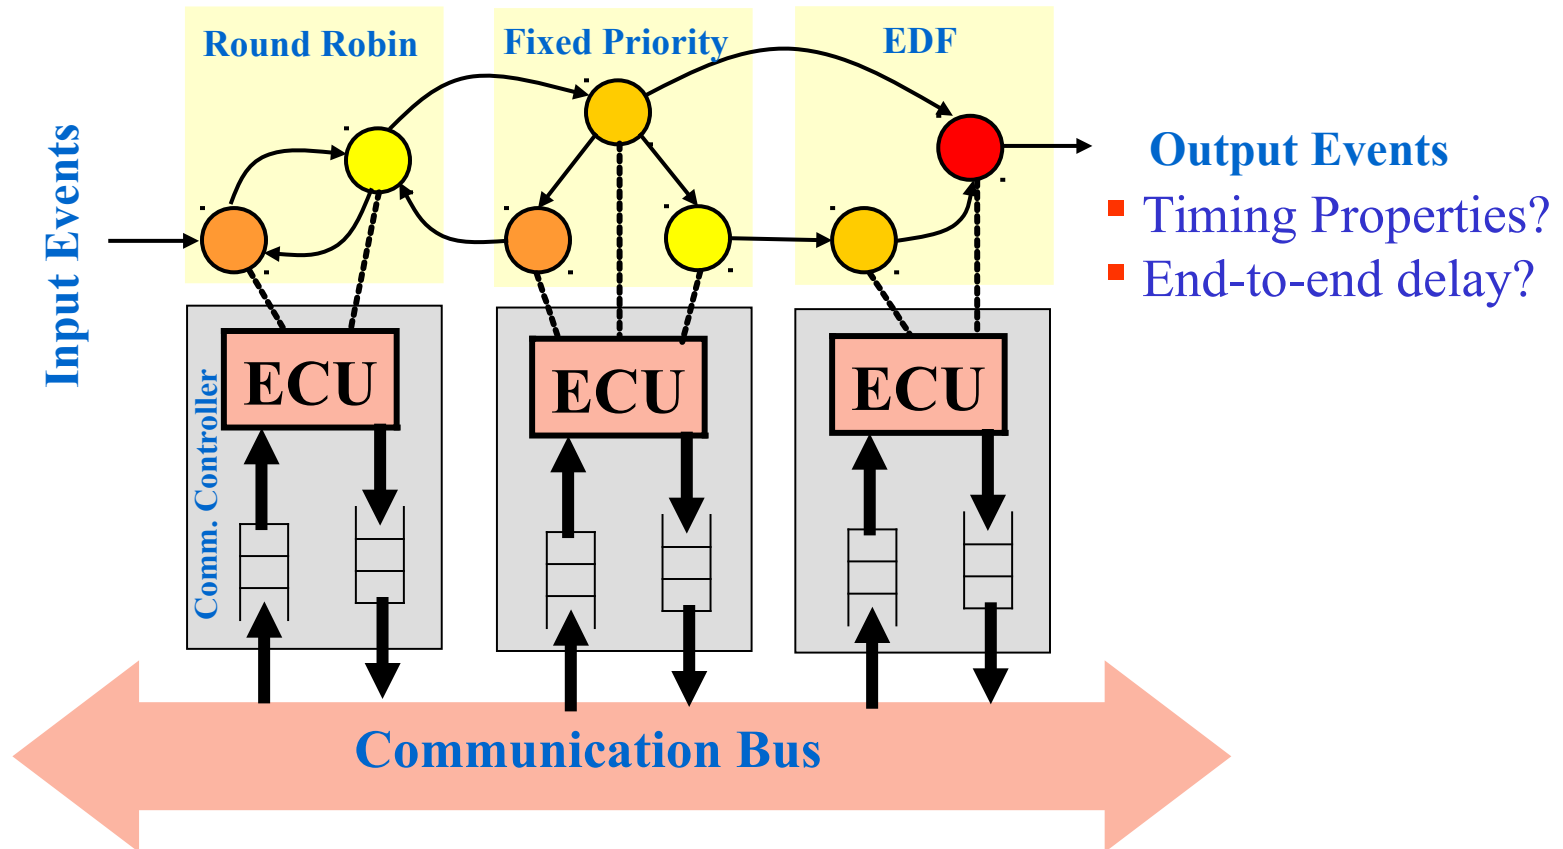 Round Robin
Fixed Priority
EDF
Input Events
Output Events
Timing Properties?
End-to-end delay?
ECU
ECU
ECU
Comm. Controller
Communication Bus